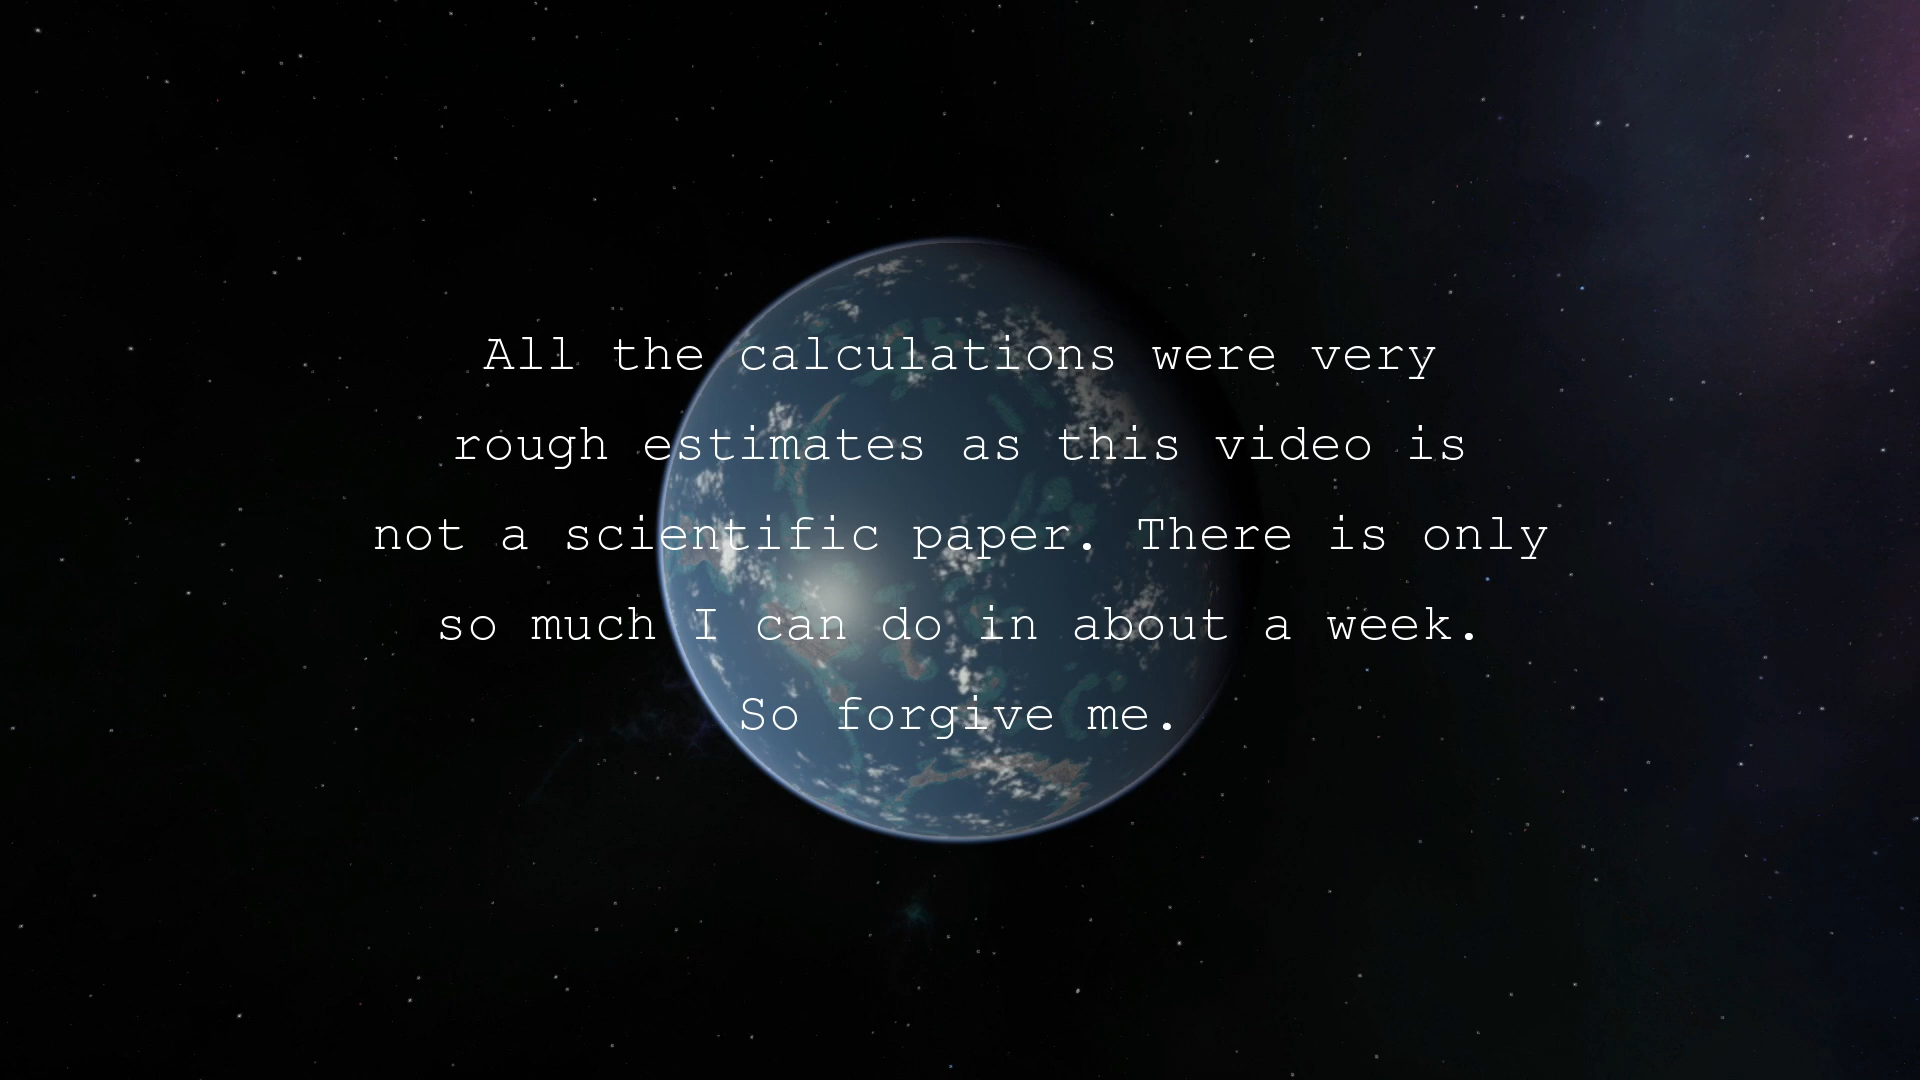 All the calculations were very
rough estimates as this video is
not a scientific paper. There is only
so much I can do in about a week.
So forgive me.